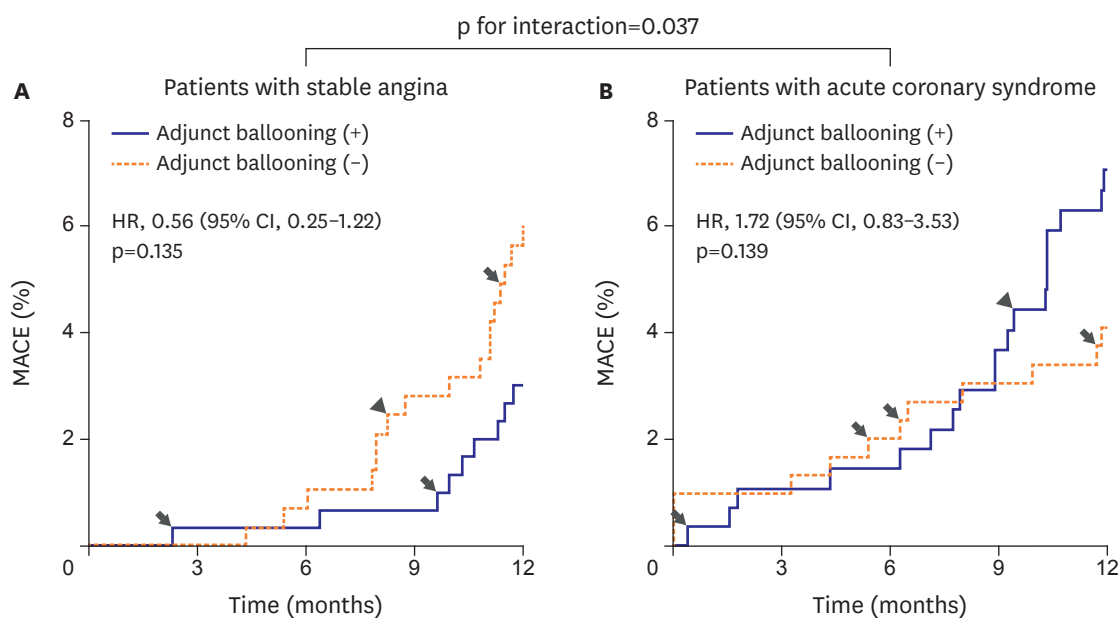 p for interaction=0.037
A
Patients with stable angina
8
6
4
2
0
3
6
9
12
MACE (%)
Time (months)
Adjunct ballooning (+)
Adjunct ballooning (−)
HR, 0.56 (95% CI, 0.25–1.22)
p=0.135
B
Patients with acute coronary syndrome
8
6
4
2
0
3
6
9
12
MACE (%)
Time (months)
Adjunct ballooning (+)
Adjunct ballooning (−)
HR, 1.72 (95% CI, 0.83–3.53)
p=0.139